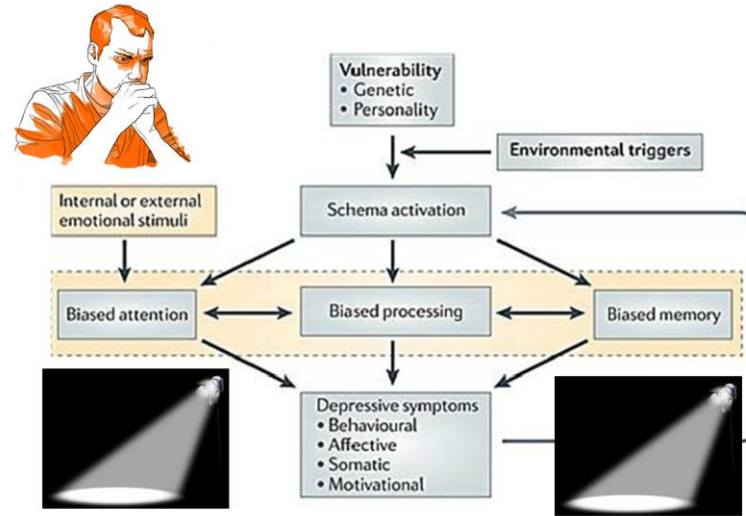 Vulnerability
• Genetic
• Personality
Environmental triggers
Internal or external
emotional stimuli
Schema activation
Biased attention
Biased processing
Biased memory
Depressive symptoms
• Behavioural
• Affective
• Somatic
• Motivational